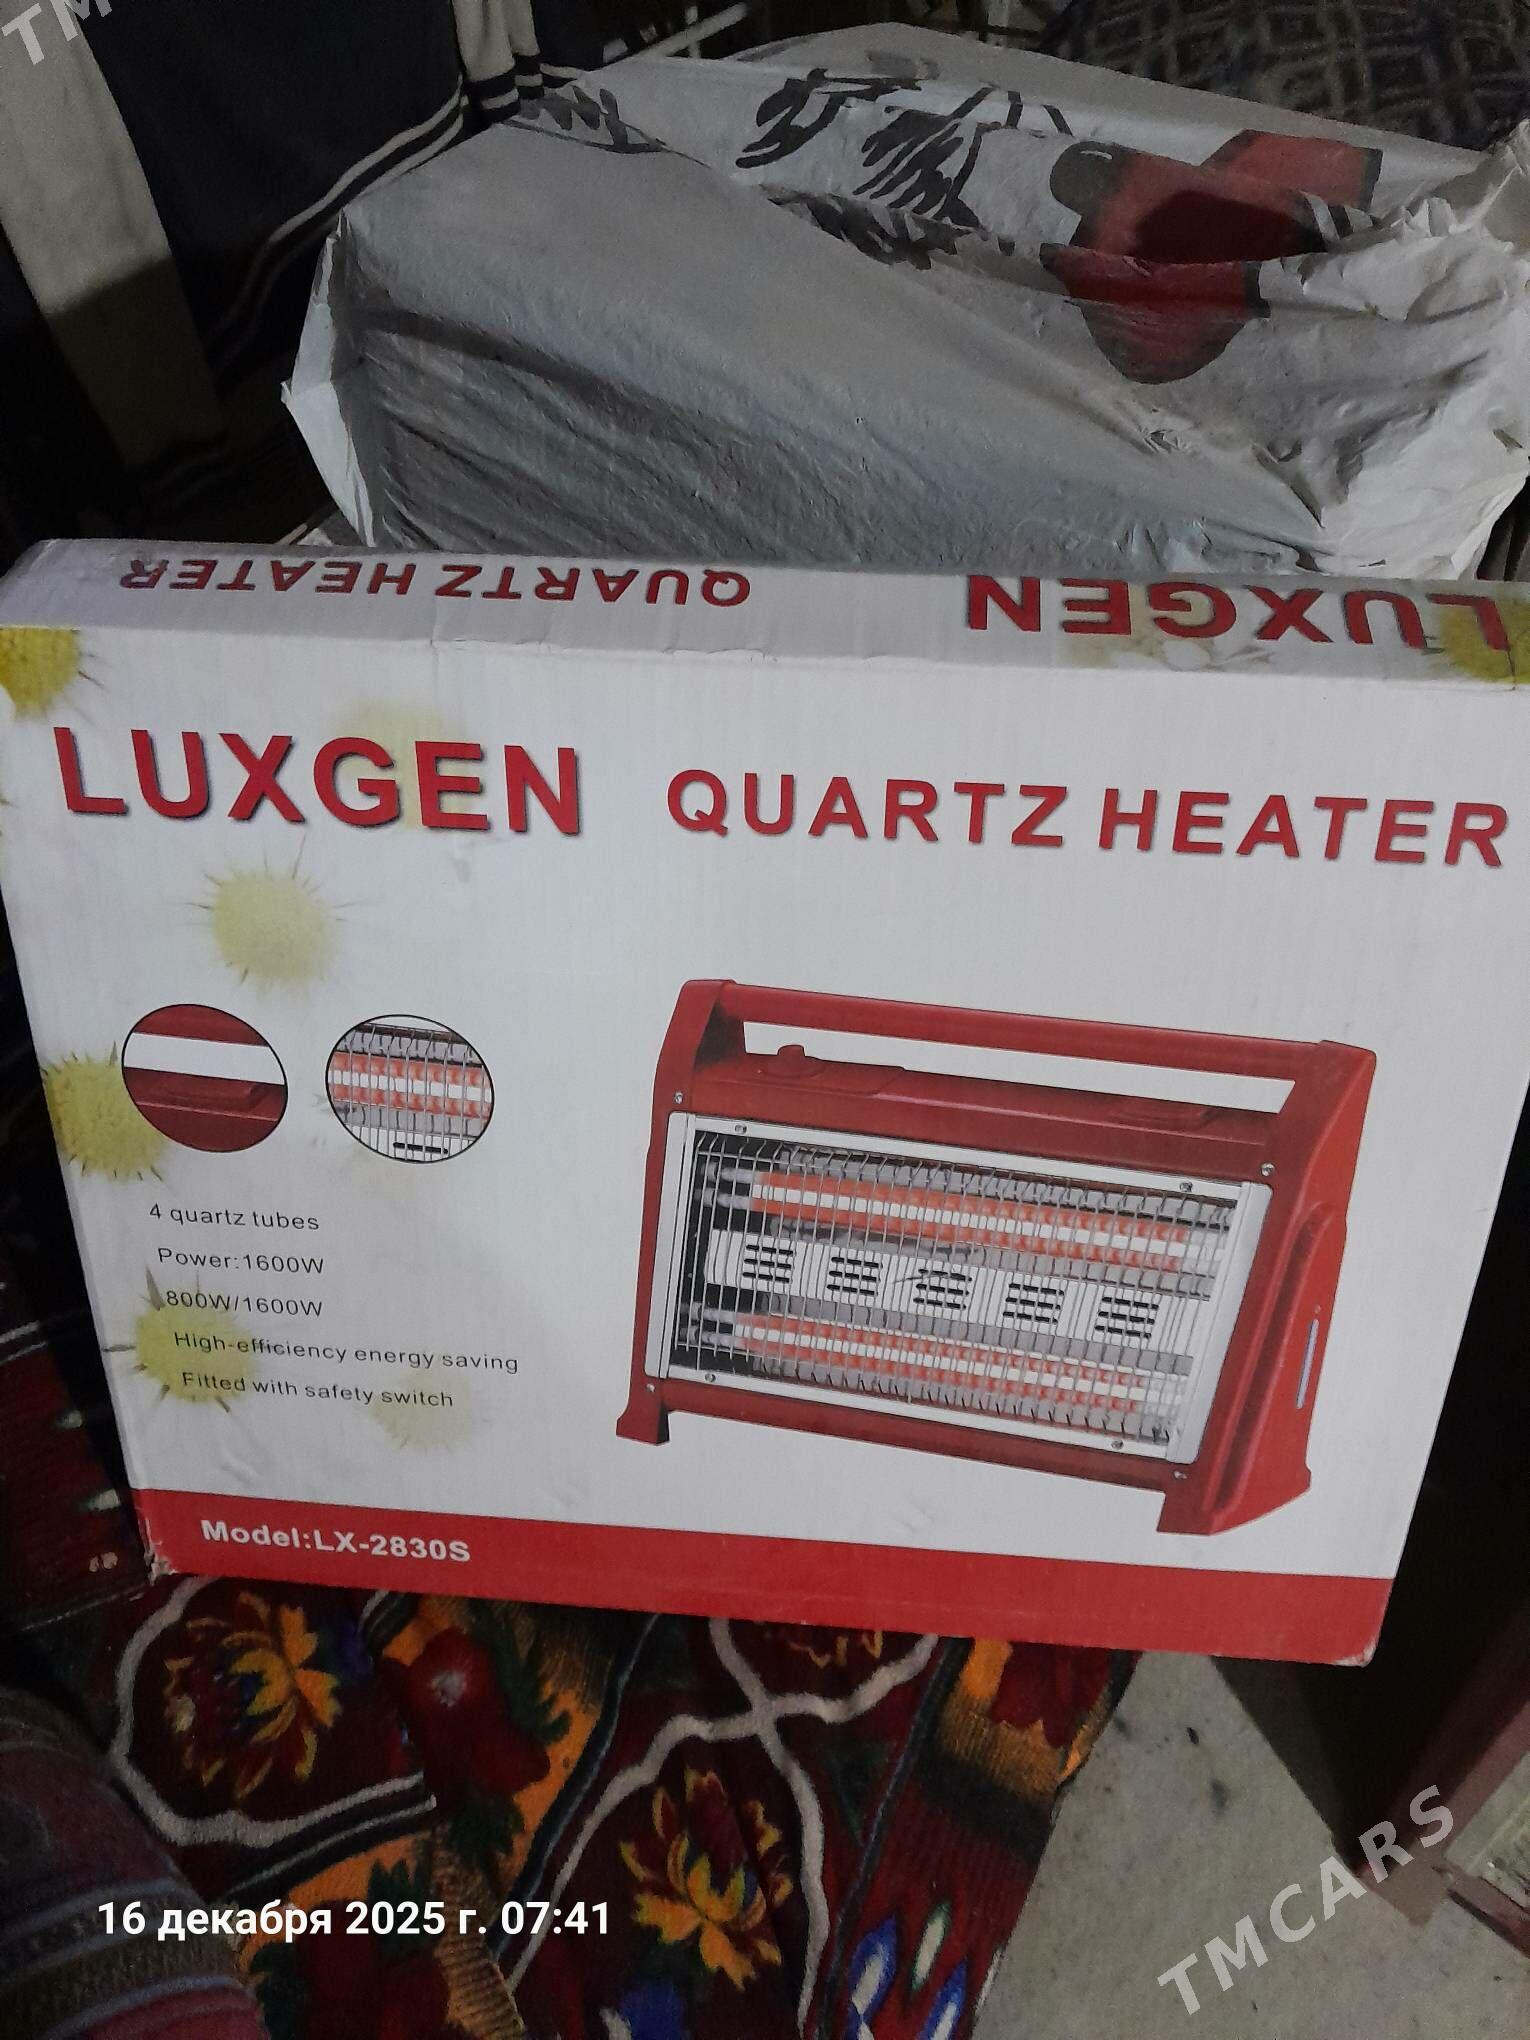 TM
QUARTZ HEATER
LUXGEN
LUXGEN QUARTZ HEATER
4 quartz tubes
Power:1600W
800W/1600W
High-efficiency energy saving
Fitted with safety switch
Model:LX-2830S
16 декабря 2025 г. 07:41
TMCARS